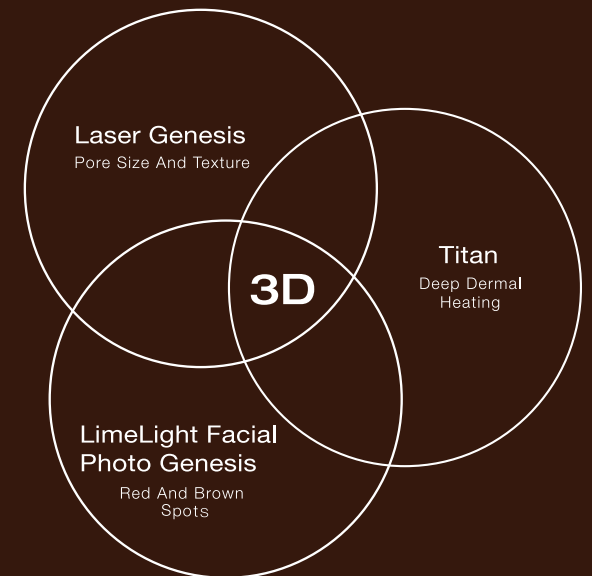 Laser Genesis
Pore Size And Texture
Titan
Deep Dermal
Heating
3D
LimeLight Facial
Photo Genesis
Red And Brown
Spots